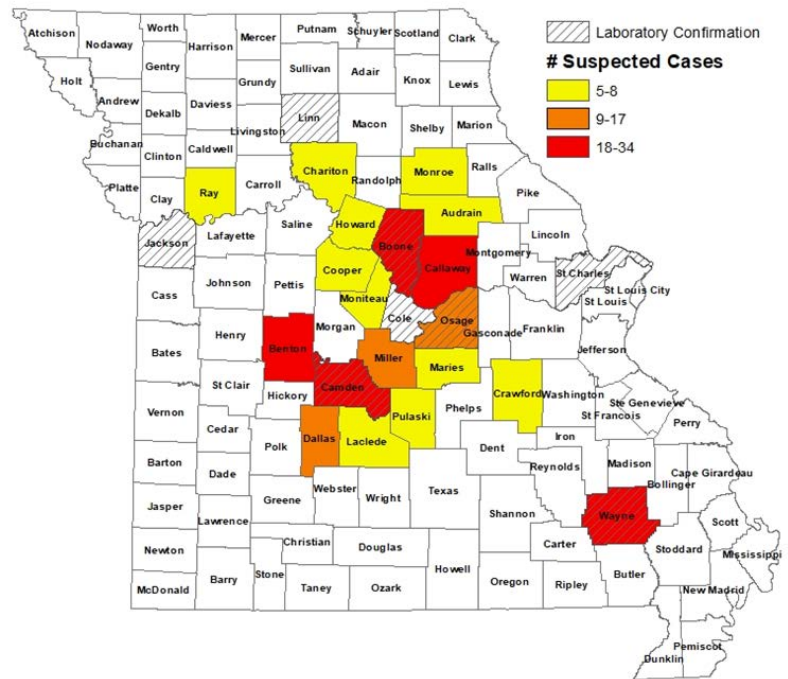 Laboratory Confirmation
# Suspected Cases
5-8
9-17
18-34
Atchison
Nodaway
Worth
Harrison
Mercer
Putnam
Schuyler
Scotland
Clark
Holt
Gentry
Grundy
Sullivan
Adair
Knox
Lewis
Andrew
Dekalb
Daviess
Livingston
Linn
Macon
Shelby
Marion
Buchanan
Clinton
Caldwell
Chariton
Randolph
Monroe
Ralls
Pike
Platte
Clay
Ray
Carroll
Howard
Audrain
Jackson
Lafayette
Saline
Cooper
Boone
Callaway
Montgomery
Lincoln
Warren
St Charles
St Louis City
St Louis
Cass
Johnson
Pettis
Moniteau
Cole
Osage
Gasconade
Franklin
Jefferson
Bates
Henry
Benton
Morgan
Miller
Maries
Crawford
Washington
St Francois
Ste Genevieve
Perry
Vernon
St Clair
Hickory
Camden
Pulaski
Phelps
Cedar
Polk
Dallas
Laclede
Dent
Iron
Reynolds
Madison
Bollinger
Cape Girardeau
Barton
Dade
Greene
Webster
Wright
Texas
Shannon
Wayne
Scott
Jasper
Lawrence
Christian
Douglas
Carter
Stoddard
Mississippi
Newton
McDonald
Barry
Stone
Taney
Ozark
Howell
Oregon
Ripley
Butler
New Madrid
Dunklin
Pemiscot